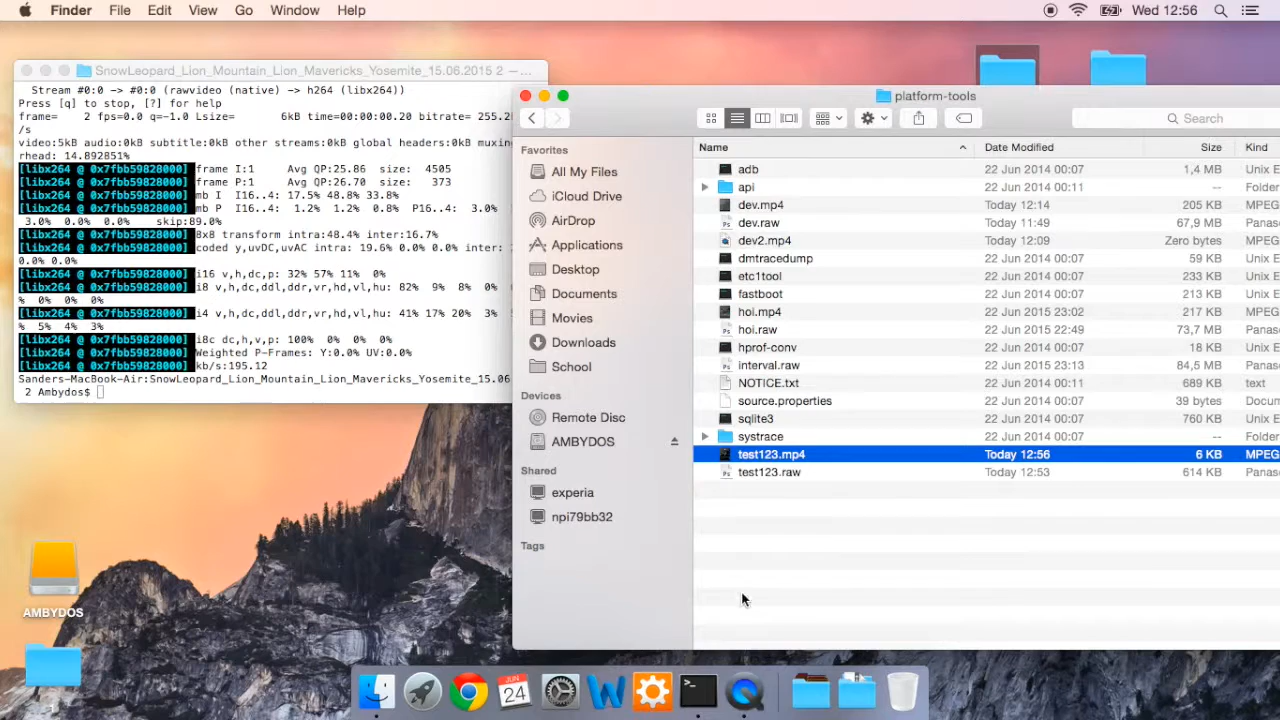 Finder File Edit View Go Window Help Wed 12:56
SnowLeopard_Lion_Mountain_Lion_Mavericks_Yosemite_15.06.2015 2 — ...
Stream #0:0 -> #0:0 (rawvideo (native) -> h264 (libx264))
Press [q] to stop, [?] for help
frame= 2 fps=0.0 q=-1.0 Lsize= 6kB time=00:00:00.20 bitrate= 255.2
/s
video:5kB audio:0kB subtitle:0kB other streams:0kB global headers:0kB muxin
rhead: 14.892851%
[libx264 @ 0x7fbb59828000] frame I:1 Avg QP:25.86 size: 4505
[libx264 @ 0x7fbb59828000] frame P:1 Avg QP:26.70 size: 373
[libx264 @ 0x7fbb59828000] mb I I16..4: 17.5% 48.8% 33.8%
[libx264 @ 0x7fbb59828000] mb P I16..4: 1.2% 1.2% 0.8% P16..4: 3.0%
3.0% 0.0% 0.0% 0.0% skip:89.0%
[libx264 @ 0x7fbb59828000] 8x8 transform intra:48.4% inter:16.7%
[libx264 @ 0x7fbb59828000] coded y,uvDC,uvAC intra: 19.6% 0.0% 0.0% inter:
0.0% 0.0%
[libx264 @ 0x7fbb59828000] i16 v,h,dc,p: 32% 57% 11% 0%
[libx264 @ 0x7fbb59828000] i8 v,h,dc,ddl,ddr,vr,hd,vl,hu: 82% 9% 8% 0%
% 0% 0% 0%
[libx264 @ 0x7fbb59828000] i4 v,h,dc,ddl,ddr,vr,hd,vl,hu: 41% 17% 20% 3%
% 5% 4% 3%
[libx264 @ 0x7fbb59828000] i8c dc,h,v,p: 100% 0% 0% 0%
[libx264 @ 0x7fbb59828000] Weighted P-Frames: Y:0.0% UV:0.0%
[libx264 @ 0x7fbb59828000] kb/s:195.12
Sanders-MacBook-Air:SnowLeopard_Lion_Mountain_Lion_Mavericks_Yosemite_15.06
2 Ambydos$
AMBYDOS
platform-tools
Search
Favorites
All My Files
iCloud Drive
AirDrop
Applications
Desktop
Documents
Movies
Downloads
School
Devices
Remote Disc
AMBYDOS
Shared
experia
npi79bb32
Tags
Name Date Modified Size Kind
adb 22 Jun 2014 00:07 1,4 MB Unix E
api 22 Jun 2014 00:11 -- Folder
dev.mp4 Today 12:14 205 KB MPEG
dev.raw Today 11:49 67,9 MB Panas
dev2.mp4 Today 12:09 Zero bytes MPEG
dmtracedump 22 Jun 2014 00:07 59 KB Unix E
etc1tool 22 Jun 2014 00:07 233 KB Unix E
fastboot 22 Jun 2014 00:07 213 KB Unix E
hoi.mp4 22 Jun 2015 23:02 217 KB MPEG
hoi.raw 22 Jun 2015 22:49 73,7 MB Panas
hprof-conv 22 Jun 2014 00:07 18 KB Unix E
interval.raw 22 Jun 2015 23:13 84,5 MB Panas
NOTICE.txt 22 Jun 2014 00:11 689 KB text
source.properties 22 Jun 2014 00:07 39 bytes Docum
sqlite3 22 Jun 2014 00:07 760 KB Unix E
systrace 22 Jun 2014 00:07 -- Folder
test123.mp4 Today 12:56 6 KB MPEG
test123.raw Today 12:53 614 KB Panas
JUN
24